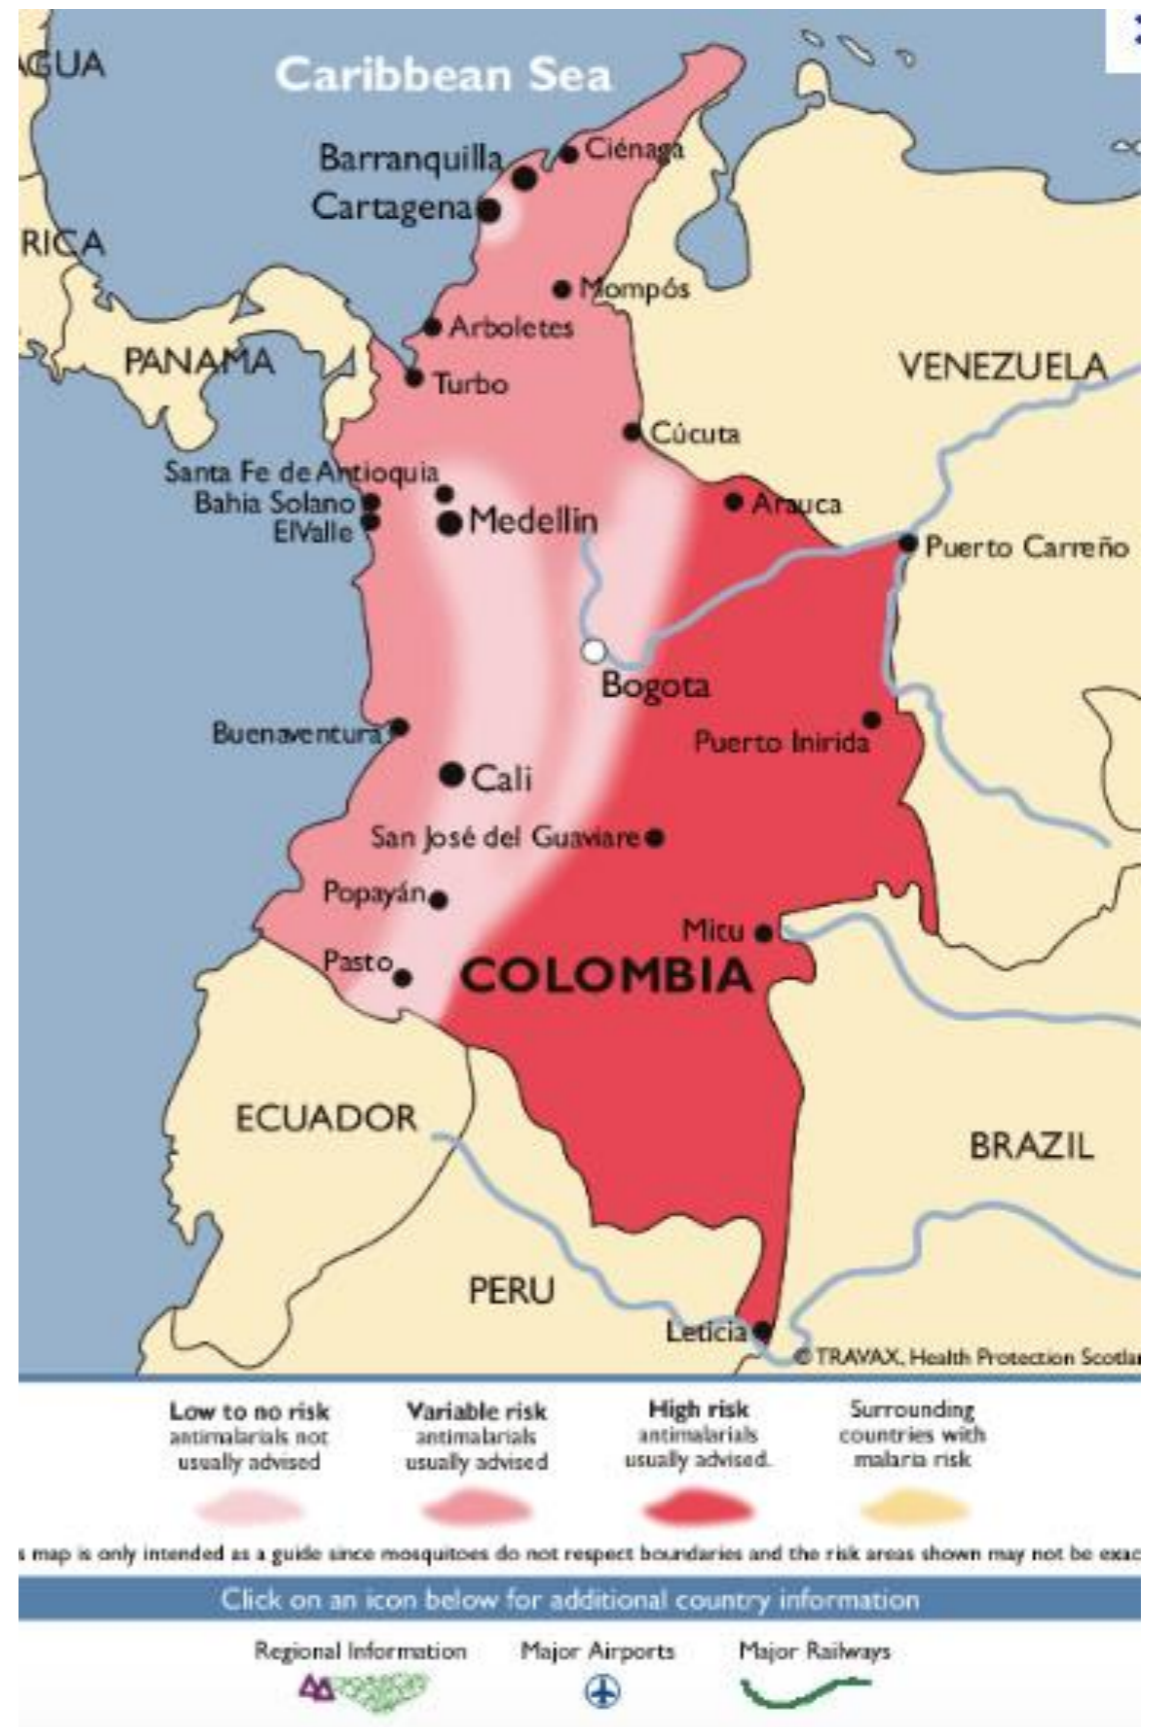 AGUA
Caribbean Sea
Barranquilla
Ciénaga
Cartagena
RICA
Mompós
Arboletes
PANAMA
VENEZUELA
Turbo
Cúcuta
Santa Fe de Antioquia
Bahia Solano
Arauca
ElValle
Medellin
Puerto Carreño
Bogota
Buenaventura
Puerto Inirida
Cali
San José del Guaviare
Popayán
Mitu
Pasto
COLOMBIA
ECUADOR
BRAZIL
PERU
Leticia
© TRAVAX, Health Protection Scotla
Low to no risk
antimalarials not
usually advised
Variable risk
antimalarials
usually advised
High risk
antimalarials
usually advised.
Surrounding
countries with
malaria risk
s map is only intended as a guide since mosquitoes do not respect boundaries and the risk areas shown may not be exac
Click on an icon below for additional country information
Regional Information
Major Airports
Major Railways